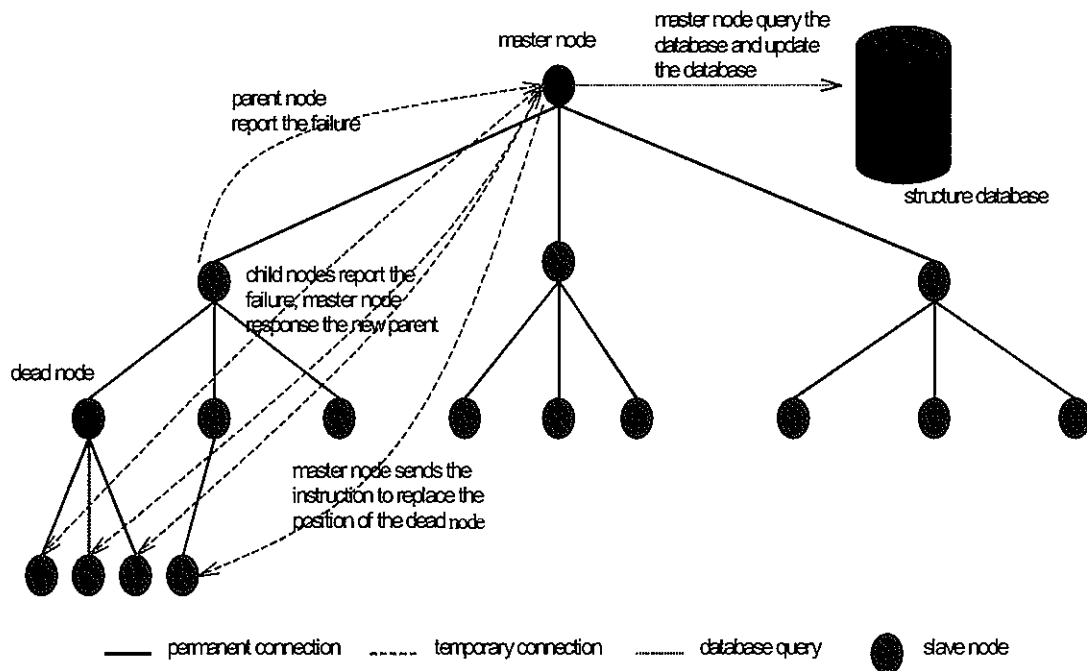 master node
master node query the
database and update
the database
parent node
report the failure
structure database
child nodes report the
failure; master node
response the new parent
dead node
master node sends the
instruction to replace the
position of the dead node
permanent connection
temporary connection
database query
slave node